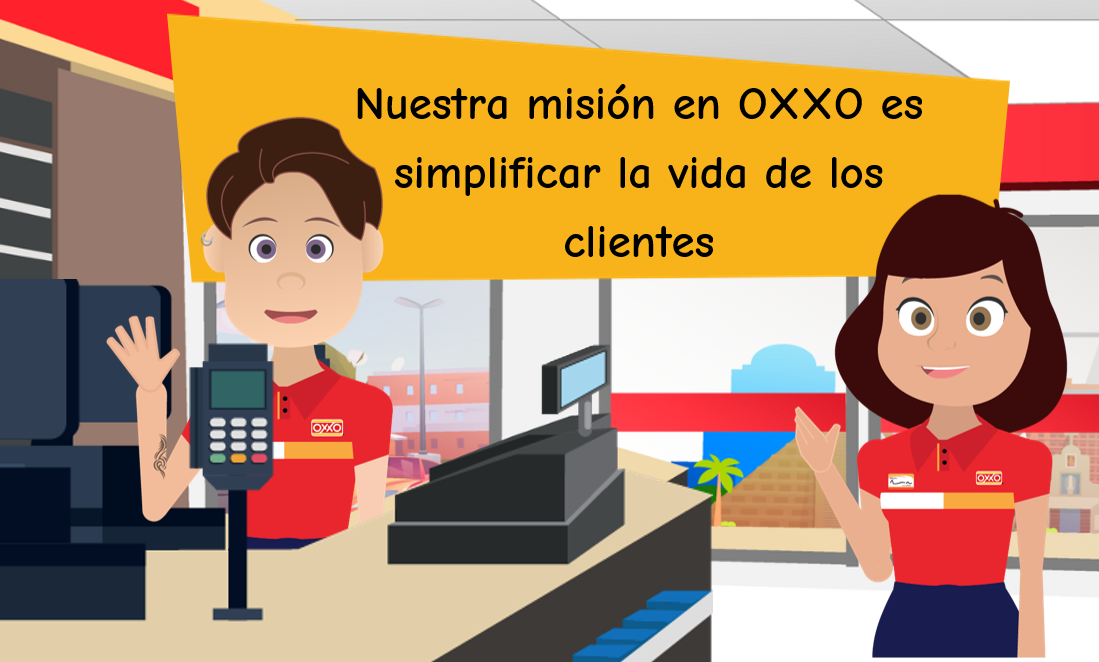 Nuestra misión en OXXO es
simplificar la vida de los
clientes
OXXO
OXXO